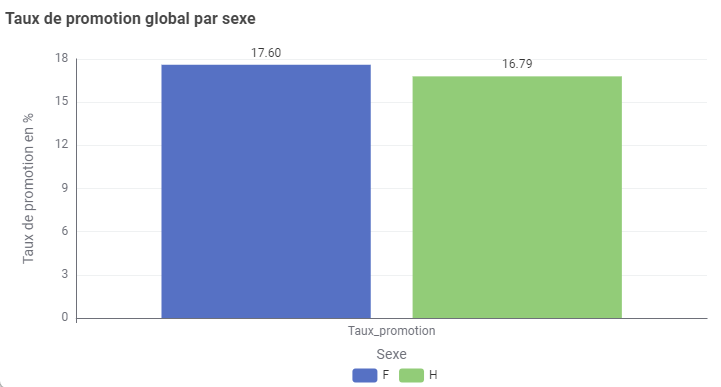 Taux de promotion global par sexe
17.60
16.79
18
15
12
9
6
3
0
Taux de promotion en %
Taux_promotion
Sexe
F H